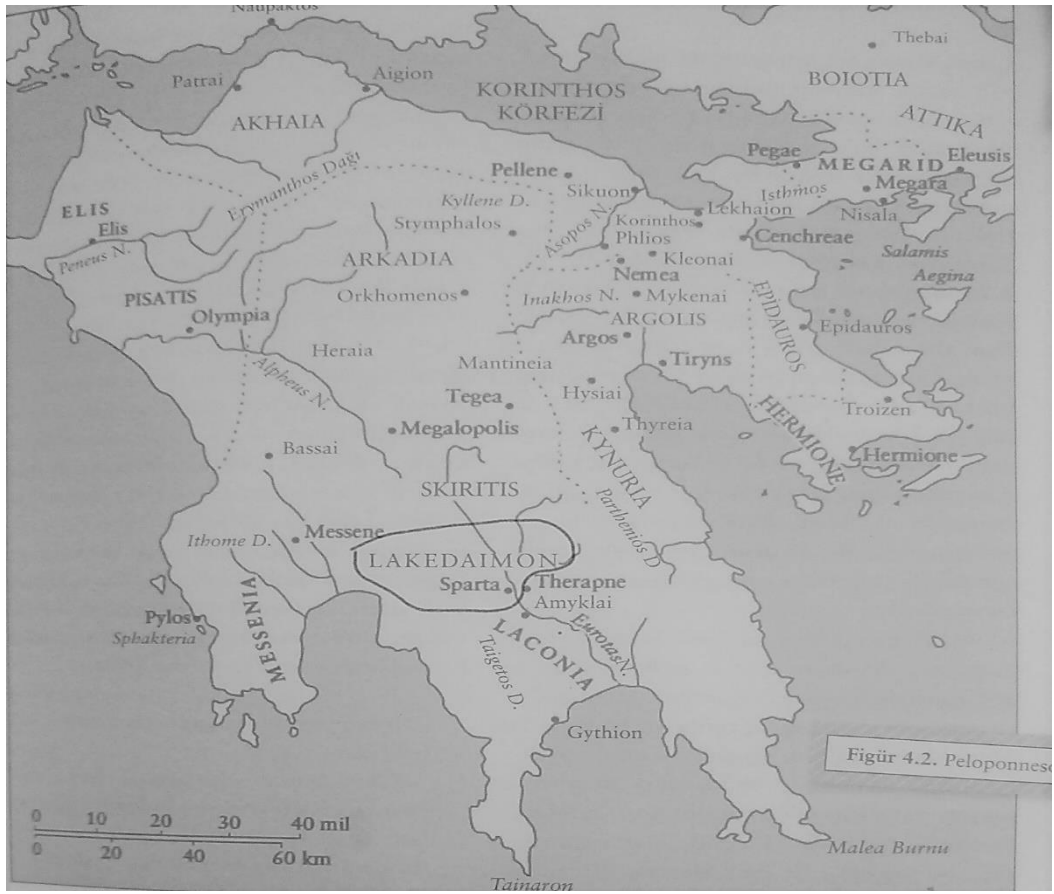 Naupaktos
Thebai
Patrai
Aigion
BOIOTIA
KORINTHOS
KÖRFEZİ
AKHAIA
ATTIKA
Pegae
MEGARID
Eleusis
Erymanthos Dağı
Pellene
Isthmos
Megara
Kyllene D.
Sikuon
ELIS
Elis
Stymphalos
Asopos N.
Korinthos
Lekhaion
Nisala
Phlios
Cenchreae
Salamis
Peneus N.
ARKADIA
Kleonai
Nemea
Aegina
PISATIS
Orkhomenos
Inakhos N.
Mykenai
EPIDAUROS
Olympia
ARGOLIS
Epidauros
Heraia
Argos
Alpheus N.
Mantineia
Tiryns
Hysiai
Tegea
HERMIONE
Troizen
Megalopolis
Thyreia
Bassai
KYNURIA
Hermione
SKIRITIS
Parthenios D
Messene
Ithome D.
LAKEDAIMON
Sparta
Therapne
Amyklai
Pylos
Sphakteria
MESSENIA
LACONIA
Eurotas N.
Taigetos D.
Gythion
Figür 4.2. Peloponneso
0 10 20 30 40 mil
0 20 40 60 km
Malea Burnu
Tainaron